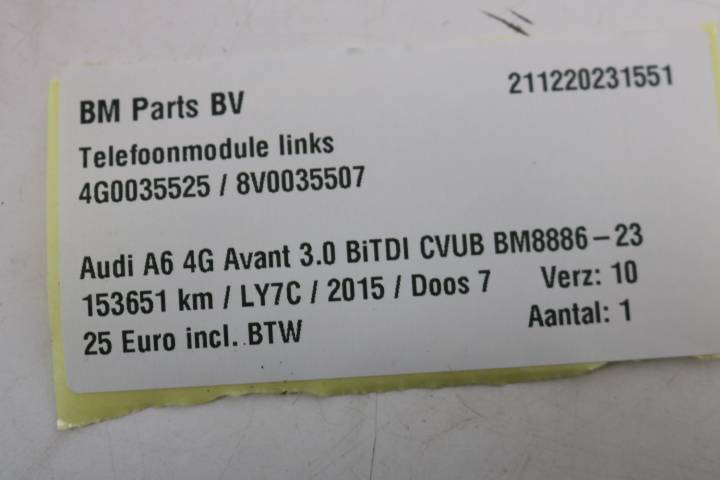 BM Parts BV 211220231551
Telefoonmodule links
4G0035525 / 8V0035507
Audi A6 4G Avant 3.0 BiTDI CVUB BM8886-23
153651 km / LY7C / 2015 / Doos 7 Verz: 10
25 Euro incl. BTW Aantal: 1